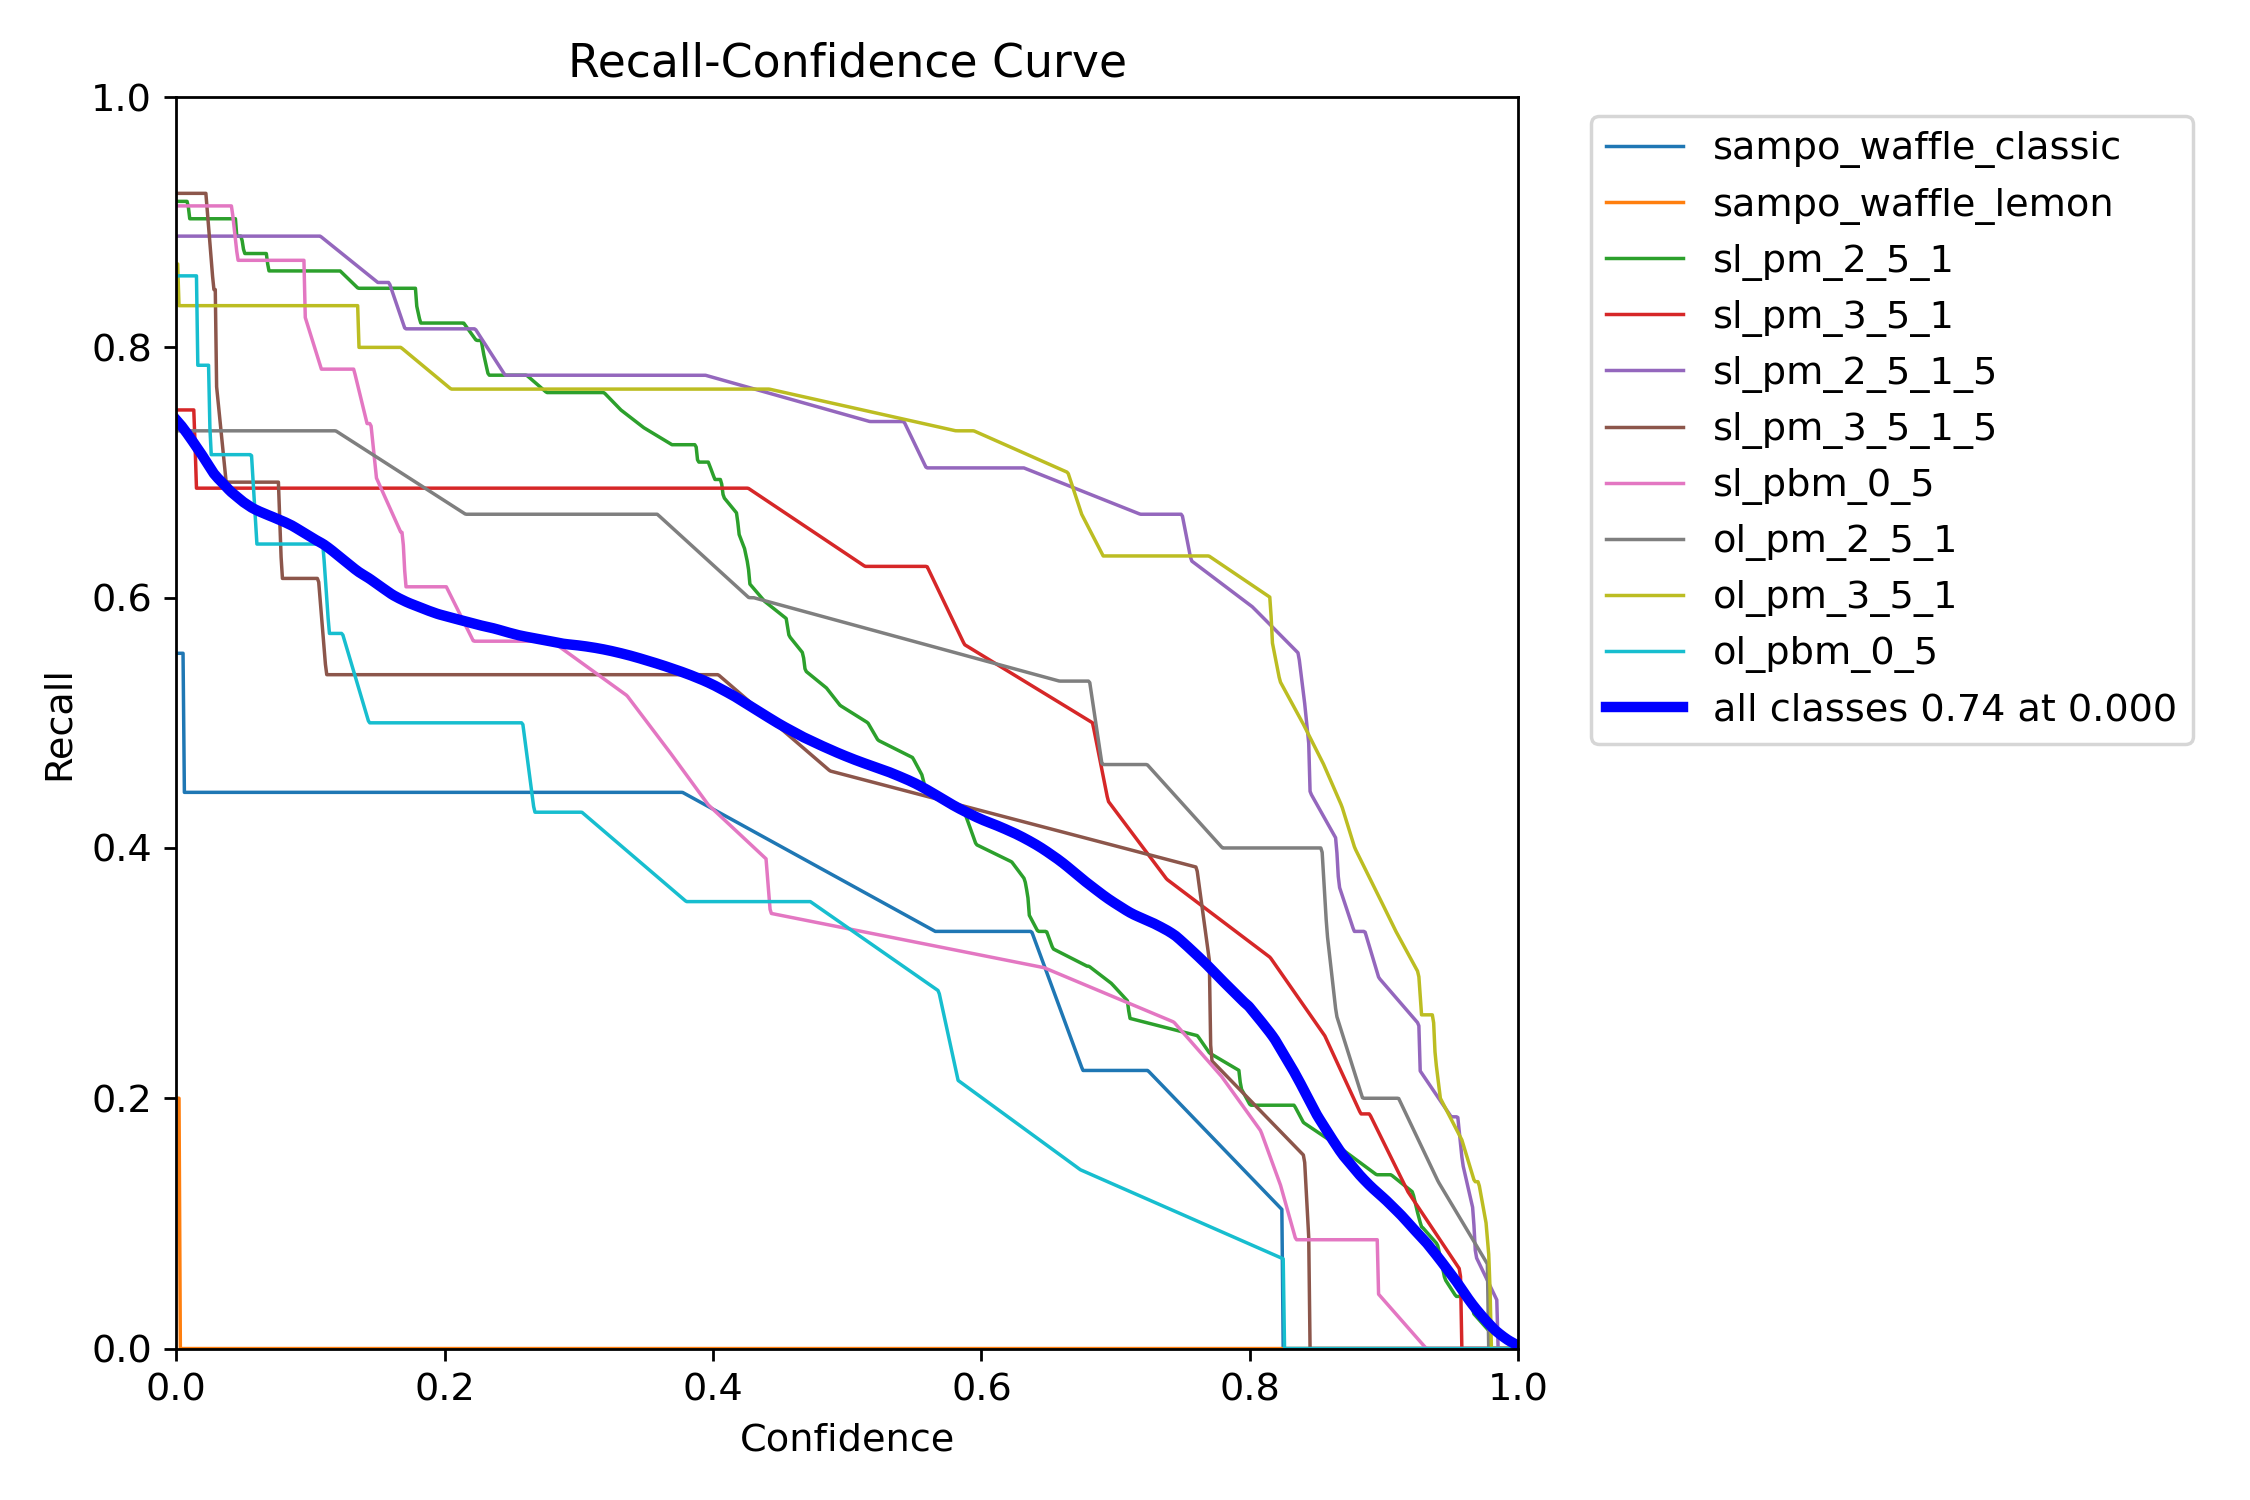 Recall-Confidence Curve
1.0
0.8
0.6
0.4
0.2
0.0
Recall
0.0 0.2 0.4 0.6 0.8 1.0
Confidence
sampo_waffle_classic
sampo_waffle_lemon
sl_pm_2_5_1
sl_pm_3_5_1
sl_pm_2_5_1_5
sl_pm_3_5_1_5
sl_pbm_0_5
ol_pm_2_5_1
ol_pm_3_5_1
ol_pbm_0_5
all classes 0.74 at 0.000